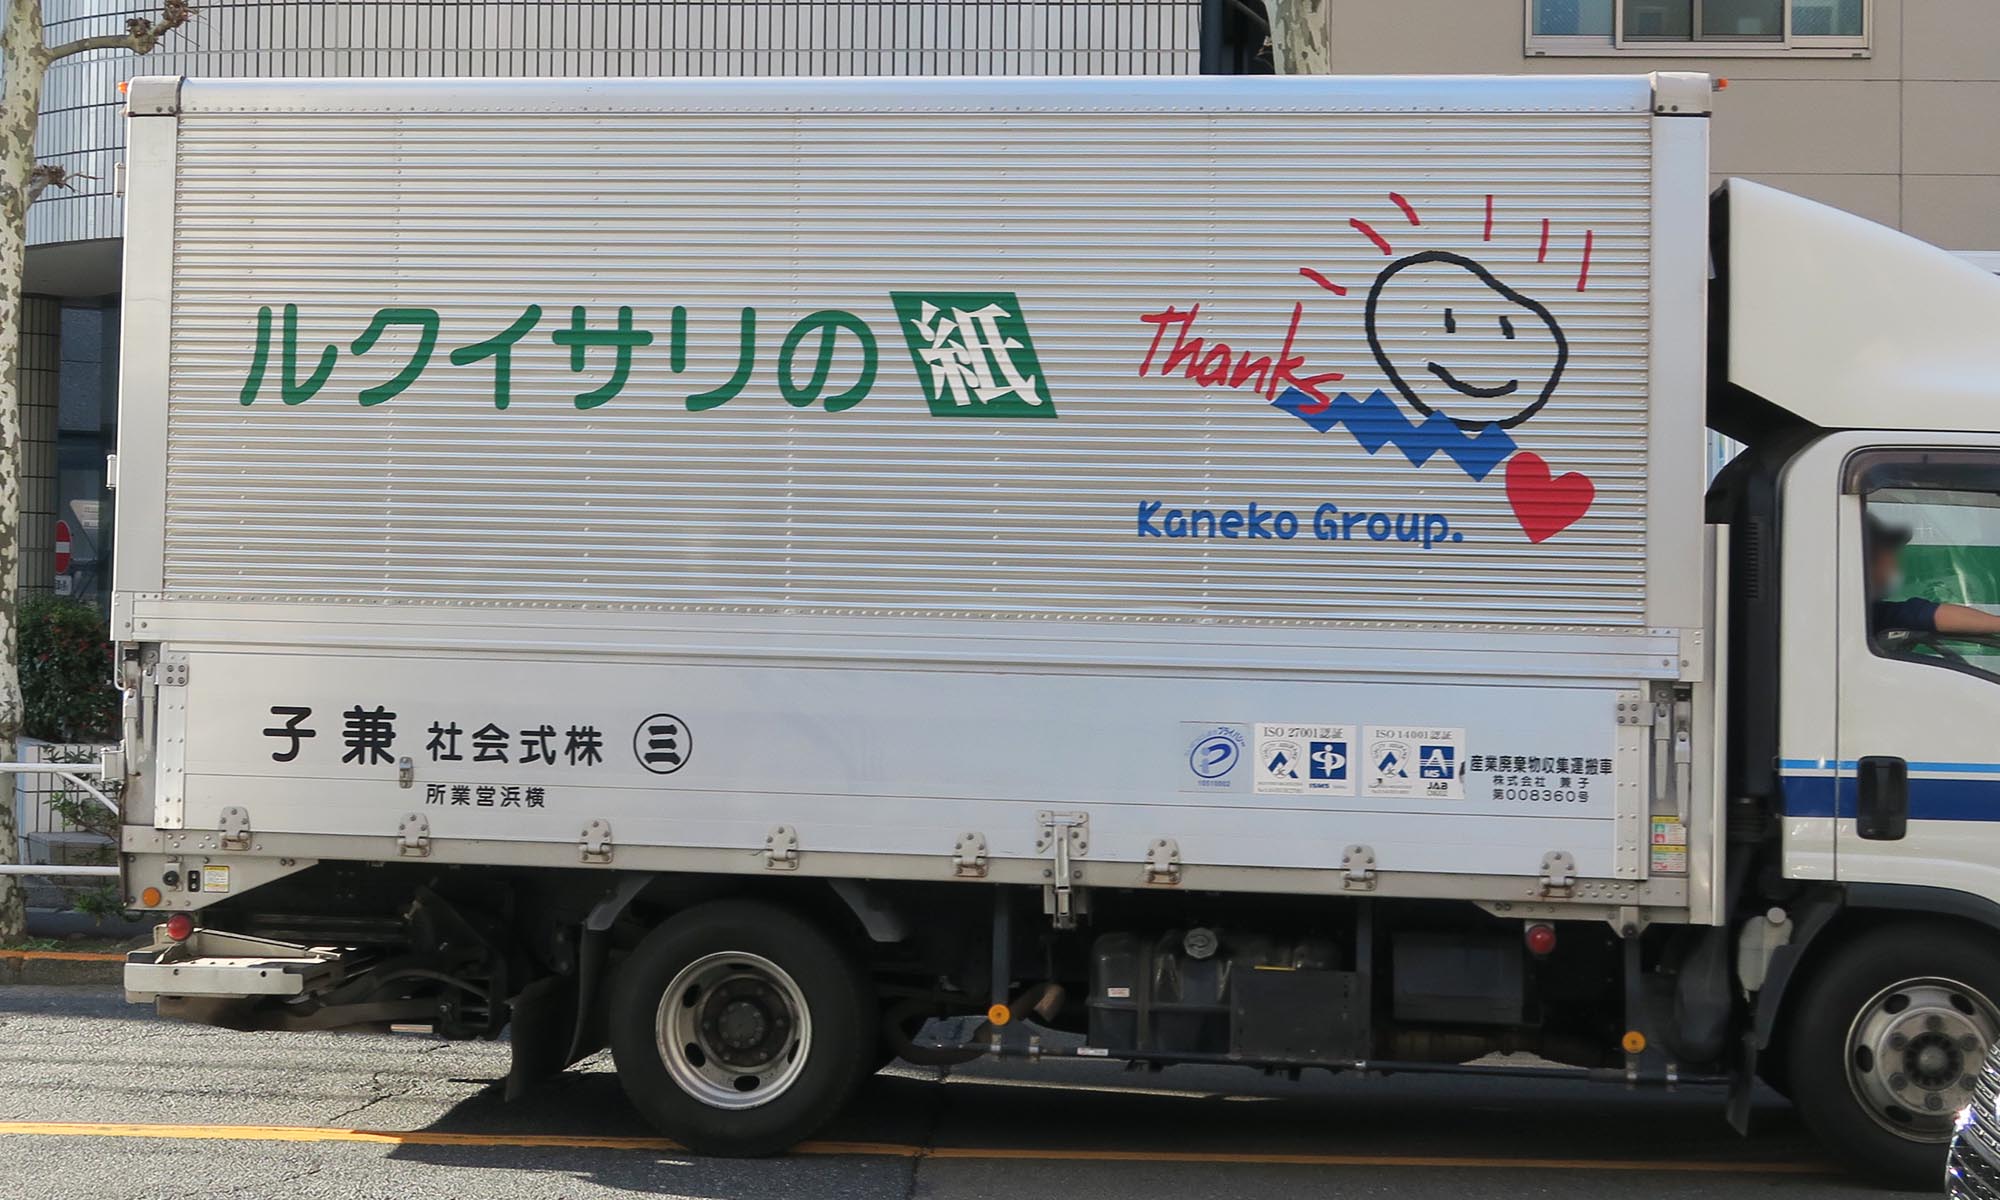 紙のリサイクル
Thanks
Kaneko Group.
㊂ 株式会社 兼子
横浜営業所
ISO 27001認証
ISMS
ISO 14001認証
JAB
産業廃棄物収集運搬車
株式会社 兼子
第008360号